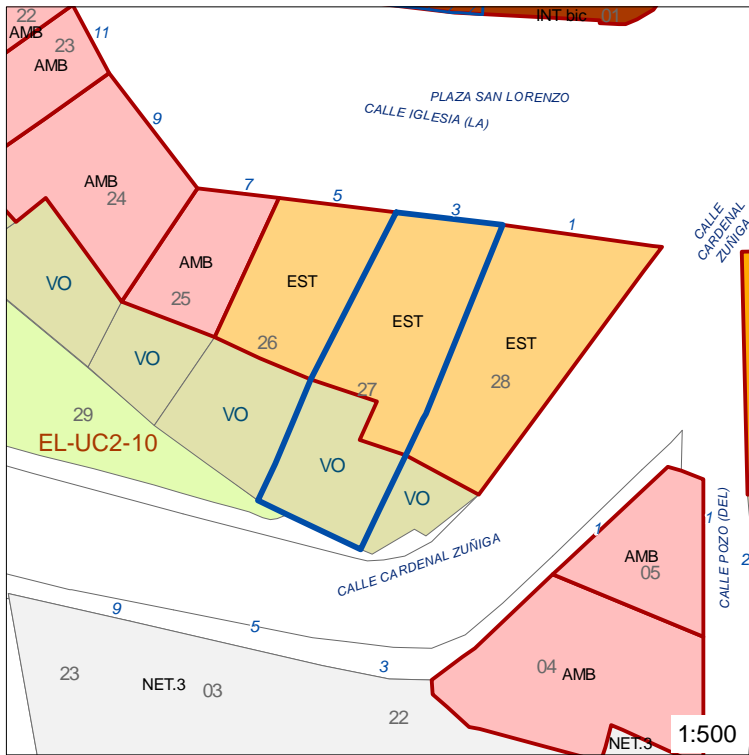 22
AMB
23
AMB
11
INT bic
01
PLAZA SAN LORENZO
CALLE IGLESIA (LA)
9
AMB
24
7
5
3
1
CALLE
CARDENAL
ZUÑIGA
AMB
25
EST
26
EST
27
EST
28
VO
VO
VO
VO
VO
29
EL-UC2-10
CALLE CARDENAL ZUÑIGA
1
1
CALLE POZO (DEL)
2
AMB
05
9
5
3
23
NET.3
03
22
04
AMB
NET.3
1:500